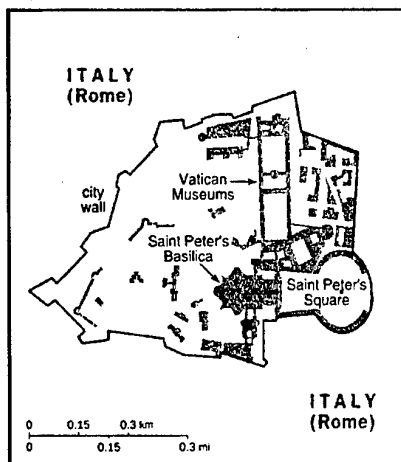 ITALY
(Rome)
Vatican
Museums
city
wall
Saint Peter's
Basilica
Saint Peter's
Square
ITALY
(Rome)
0 0.15 0.3 km
0 0.15 0.3 mi